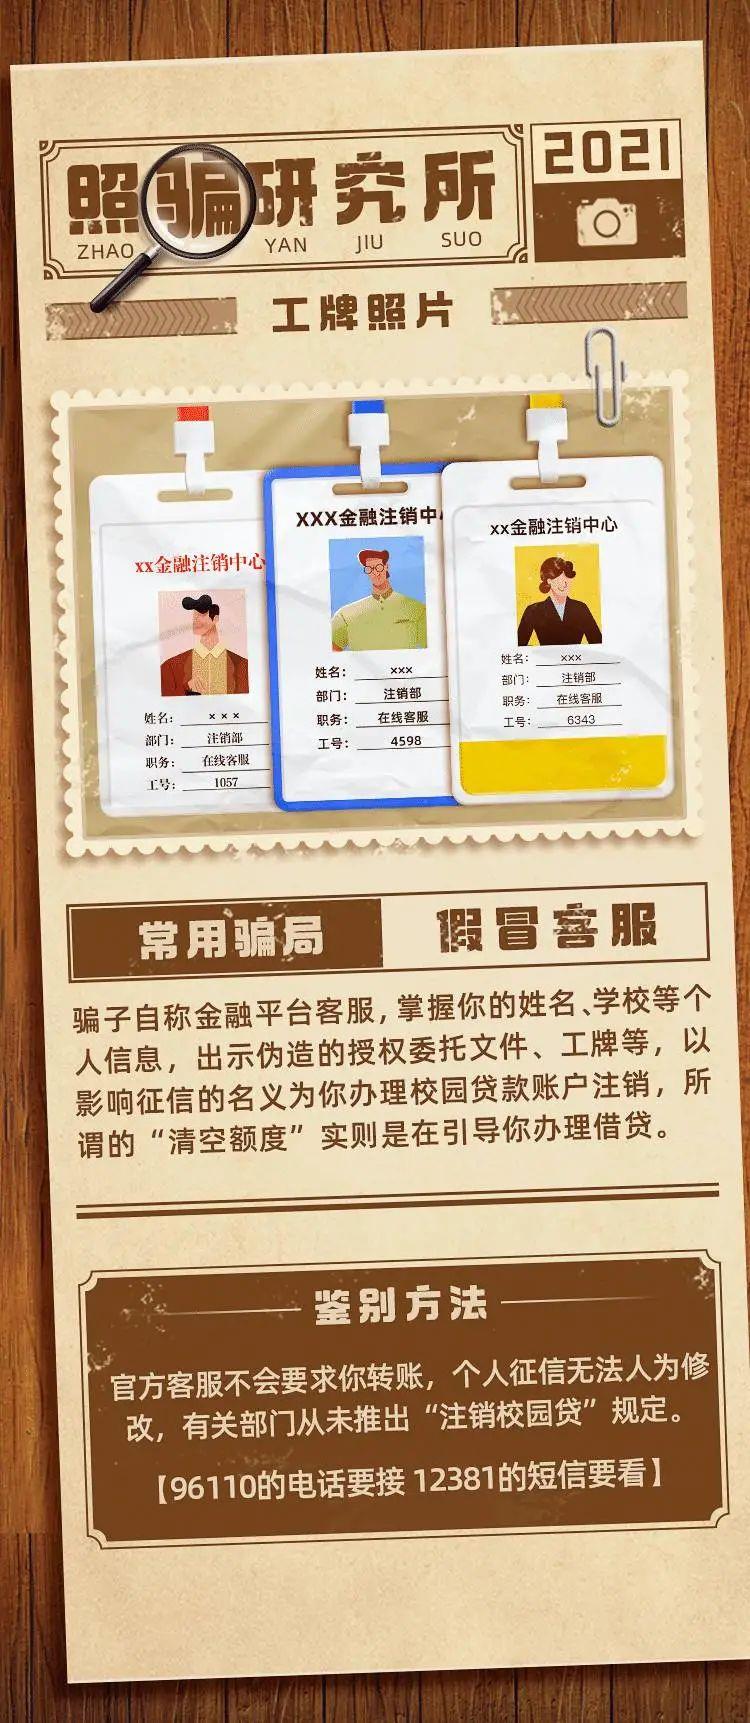 照骗研究所
ZHAO YAN JIU SUO
2021
工牌照片
xx金融注销中心
姓名： ×××
部门： 注销部
职务： 在线客服
工号： 1057
XXX金融注销中心
姓名： ×××
部门： 注销部
职务： 在线客服
工号： 4598
xx金融注销中心
姓名： ×××
部门： 注销部
职务： 在线客服
工号： 6343
常用骗局
假冒客服
骗子自称金融平台客服，掌握你的姓名、学校等个
人信息，出示伪造的授权委托文件、工牌等，以
影响征信的名义为你办理校园贷款账户注销，所
谓的“清空额度”实则是在引导你办理借贷。
鉴别方法
官方客服不会要求你转账，个人征信无法人为修
改，有关部门从未推出“注销校园贷”规定。
【96110的电话要接 12381的短信要看】